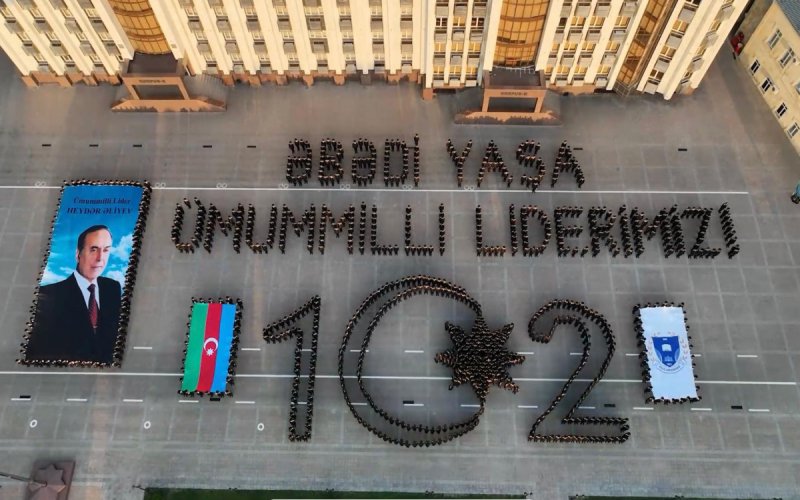 ƏBƏDİ YAŞA
ÜMUMMİLLİ LİDERİMİZ!
Ümummilli Lider
HEYDƏR ƏLİYEV
102